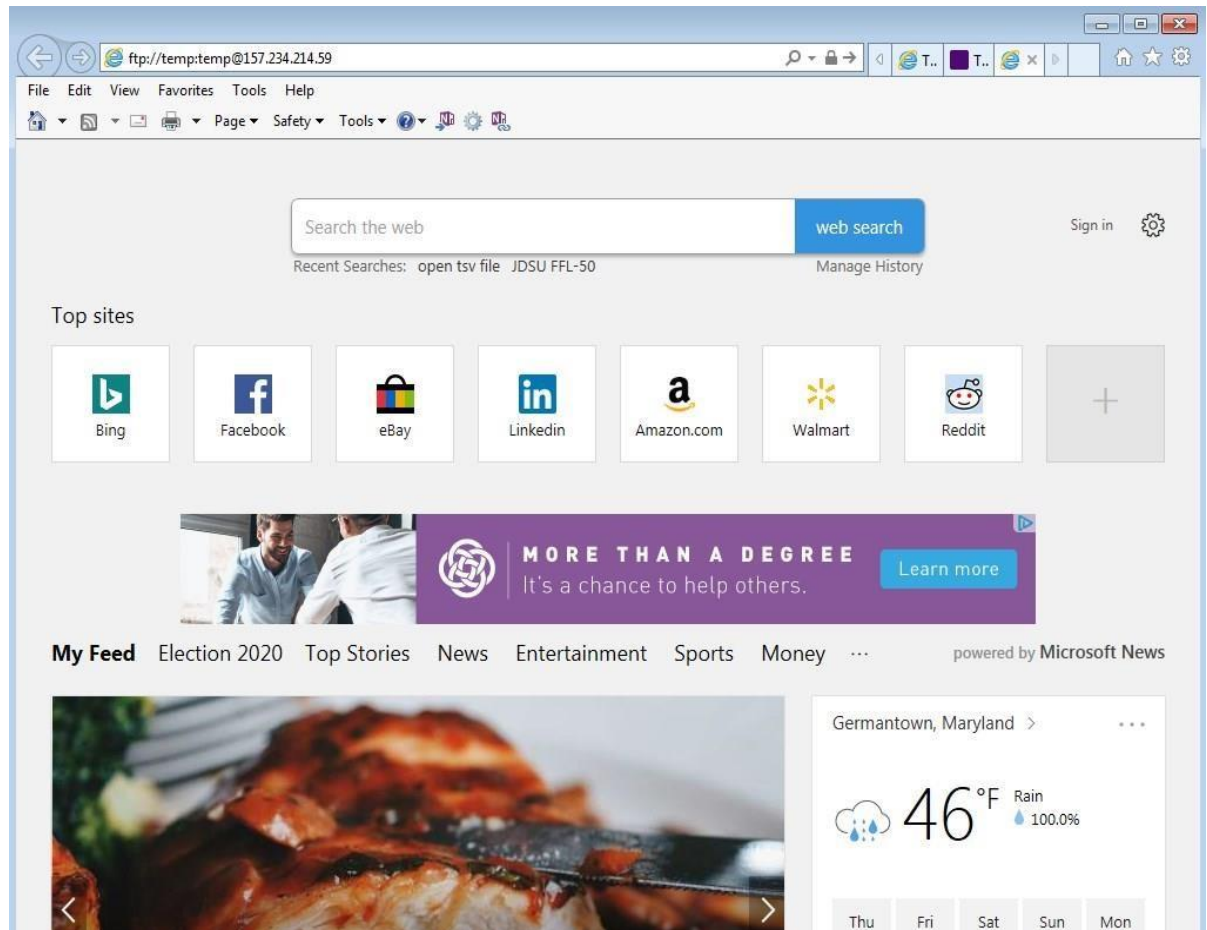 ftp://temp:temp@157.234.214.59
T.. T..
File Edit View Favorites Tools Help
Page Safety Tools
Search the web
web search
Sign in
Recent Searches: open tsv file JDSU FFL-50
Manage History
Top sites
Bing Facebook eBay Linkedin Amazon.com Walmart Reddit
MORE THAN A DEGREE
It's a chance to help others.
Learn more
My Feed Election 2020 Top Stories News Entertainment Sports Money ... powered by Microsoft News
Germantown, Maryland >
46 °F Rain
100.0%
Thu Fri Sat Sun Mon